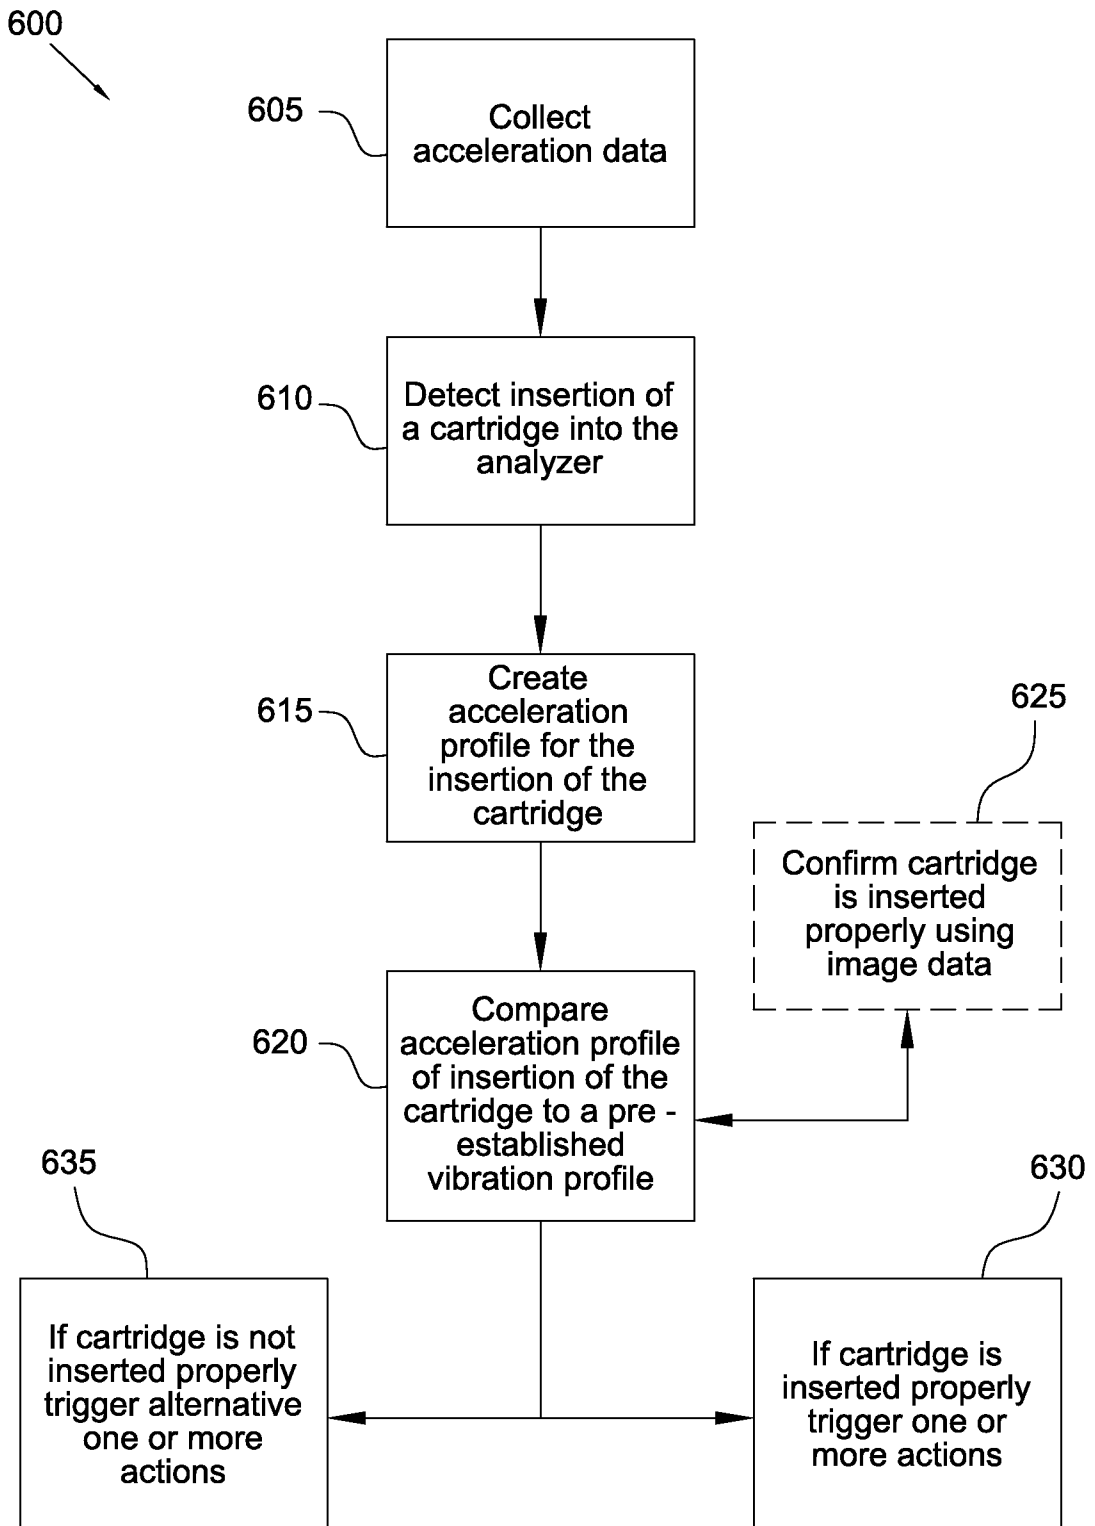 600
605
Collect
acceleration data
610
Detect insertion of
a cartridge into the
analyzer
615
Create
acceleration
profile for the
insertion of the
cartridge
625
Confirm cartridge
is inserted
properly using
image data
620
Compare
acceleration profile
of insertion of the
cartridge to a pre -
established
vibration profile
635
If cartridge is not
inserted properly
trigger alternative
one or more
actions
630
If cartridge is
inserted properly
trigger one or
more actions